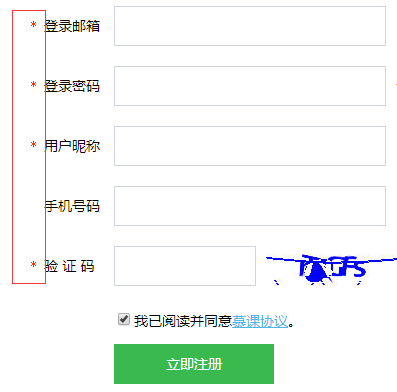 * 登录邮箱
* 登录密码
* 用户昵称
手机号码
* 验 证 码
我已阅读并同意慕课协议。
立即注册